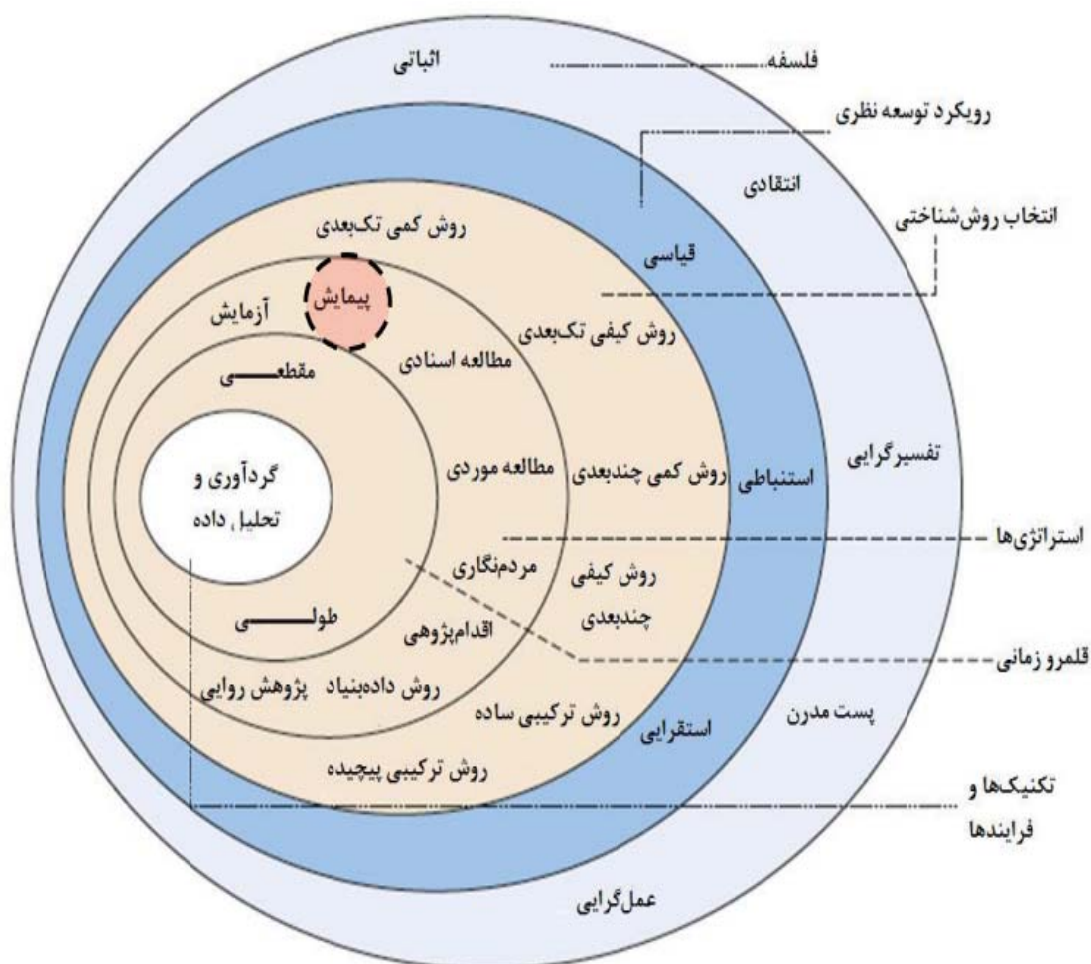 اثباتی
فلسفه
رویکرد توسعه نظری
انتقادی
انتخاب روش‌شناختی
روش کمی تک‌بعدی
قیاسی
پیمایش
آزمایش
روش کیفی تک‌بعدی
مطالعه اسنادی
مقطعـــــی
تفسیرگرایی
مطالعه موردی
روش کمی چندبعدی
استنباطی
گردآوری و
تحلیل داده
استراتژی‌ها
مردم‌نگاری
روش کیفی
چندبعدی
طولـــــی
اقدام‌پژوهی
قلمرو زمانی
روش داده‌بنیاد
پژوهش روایی
روش ترکیبی ساده
استقرایی
پست مدرن
روش ترکیبی پیچیده
تکنیک‌ها و
فرایندها
عمل‌گرایی